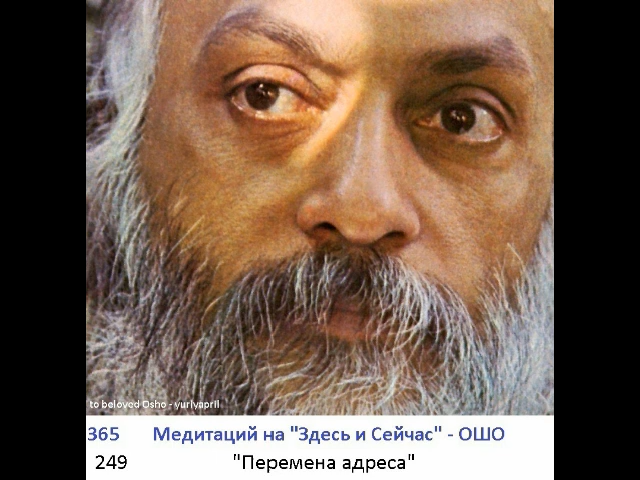 to beloved Osho - yuriyapril
365 Медитаций на "Здесь и Сейчас" - ОШО
249 "Перемена адреса"